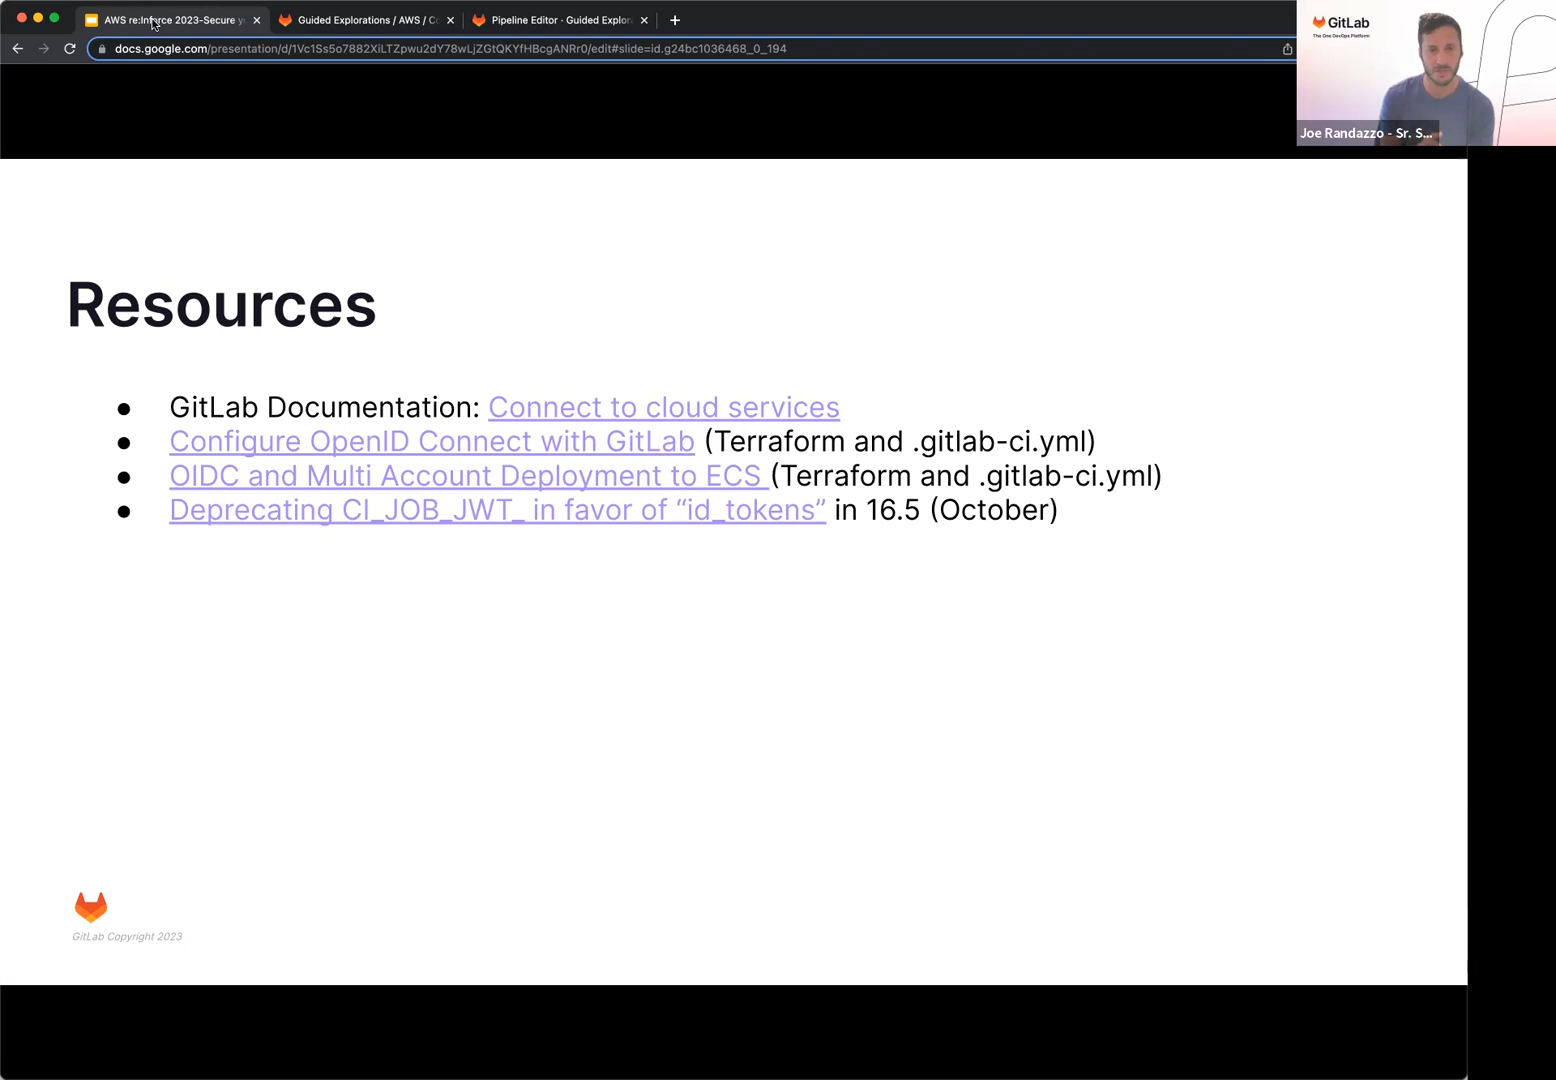 AWS re:Inforce 2023-Secure y
Guided Explorations / AWS / Co
Pipeline Editor · Guided Explora
docs.google.com/presentation/d/1Vc1Ss5o7882XiLTZpwu2dY78wLjZGtQKYfHBcgANRr0/edit#slide=id.g24bc1036468_0_194
GitLab
The One DevOps Platform
Joe Randazzo - Sr. S...
Resources
● GitLab Documentation: Connect to cloud services
● Configure OpenID Connect with GitLab (Terraform and .gitlab-ci.yml)
● OIDC and Multi Account Deployment to ECS (Terraform and .gitlab-ci.yml)
● Deprecating CI_JOB_JWT_ in favor of “id_tokens” in 16.5 (October)
GitLab Copyright 2023